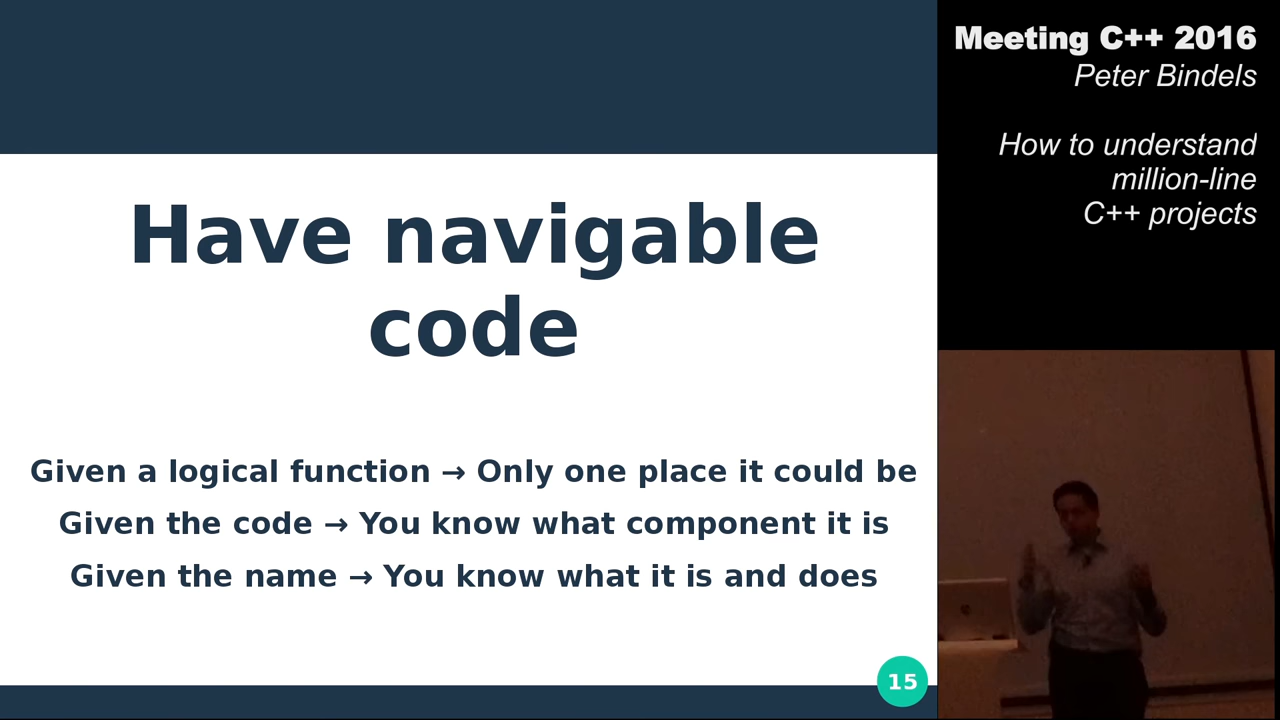 Have navigable
code
Given a logical function → Only one place it could be
Given the code → You know what component it is
Given the name → You know what it is and does
15
Meeting C++ 2016
Peter Bindels
How to understand
million-line
C++ projects